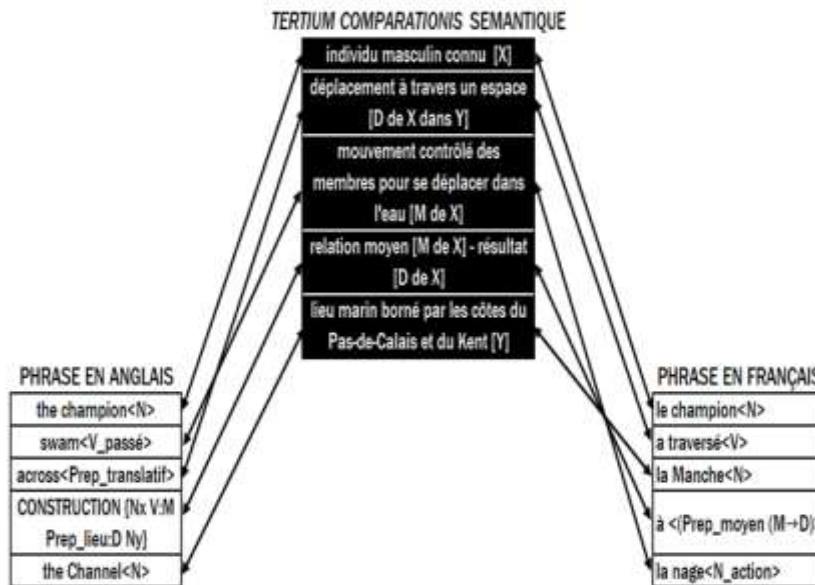 TERTIUM COMPARATIONIS SEMANTIQUE
individu masculin connu [X]
déplacement à travers un espace
[D de X dans Y]
mouvement contrôlé des
membres pour se déplacer dans
l'eau [M de X]
relation moyen [M de X] - résultat
[D de X]
lieu marin borné par les côtes du
Pas-de-Calais et du Kent [Y]
PHRASE EN ANGLAIS
the champion<N>
swam<V_passé>
across<Prep_translatif>
CONSTRUCTION [Nx V:M
Prep_lieu:D Ny]
the Channel<N>
PHRASE EN FRANÇAIS
le champion<N>
a traversé<V>
la Manche<N>
à <(Prep_moyen (M→D)>
la nage<N_action>